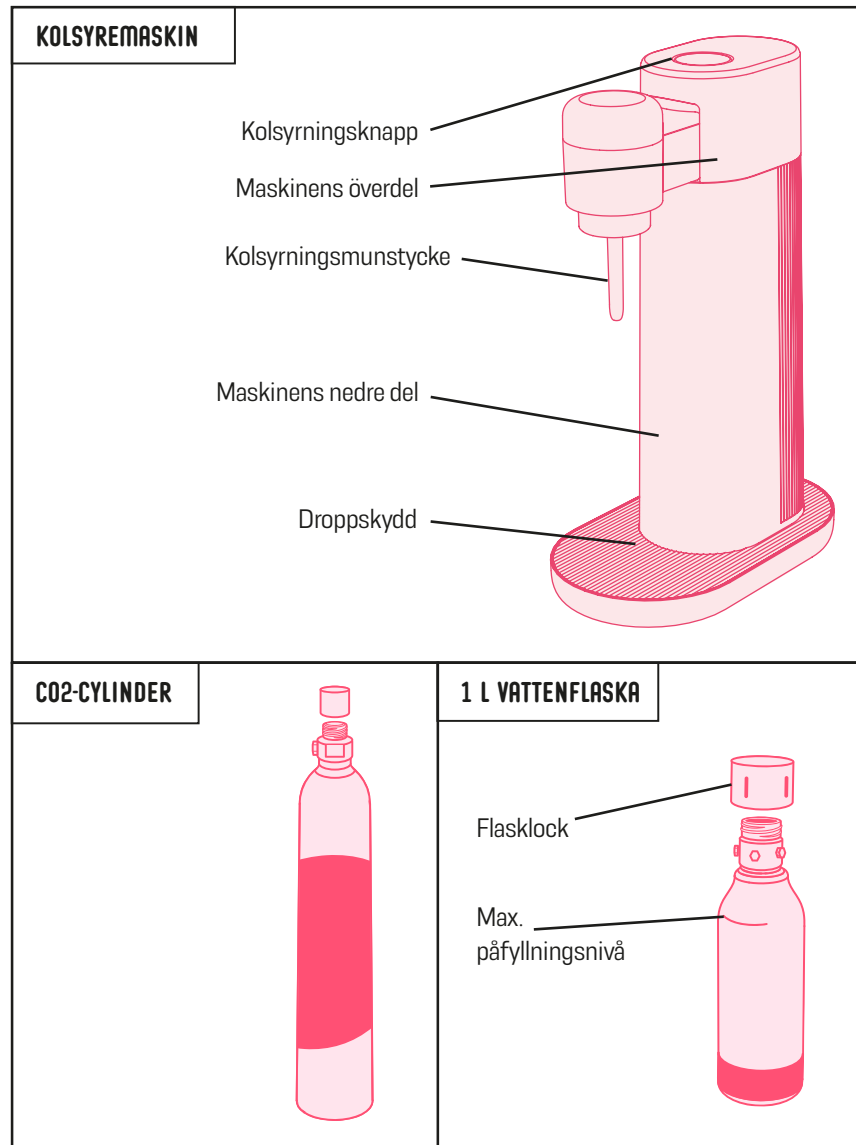 KOLSYREMASKIN
Kolsyrningsknapp
Maskinens överdel
Kolsyrningsmunstycke
Maskinens nedre del
Droppskydd
CO2-CYLINDER
1 L VATTENFLASKA
Flasklock
Max.
påfyllningsnivå